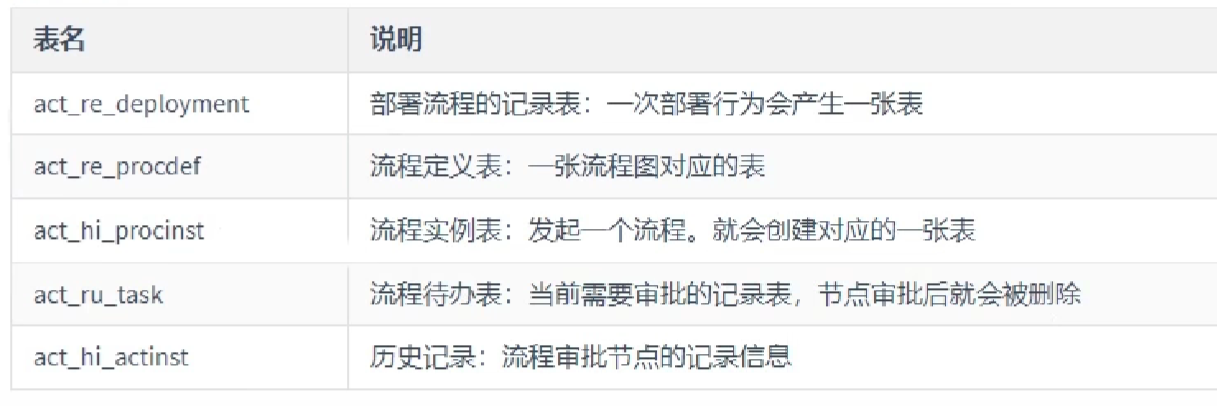 表名 说明
act_re_deployment 部署流程的记录表：一次部署行为会产生一张表
act_re_procdef 流程定义表：一张流程图对应的表
act_hi_procinst 流程实例表：发起一个流程。就会创建对应的一张表
act_ru_task 流程待办表：当前需要审批的记录表，节点审批后就会被删除
act_hi_actinst 历史记录：流程审批节点的记录信息